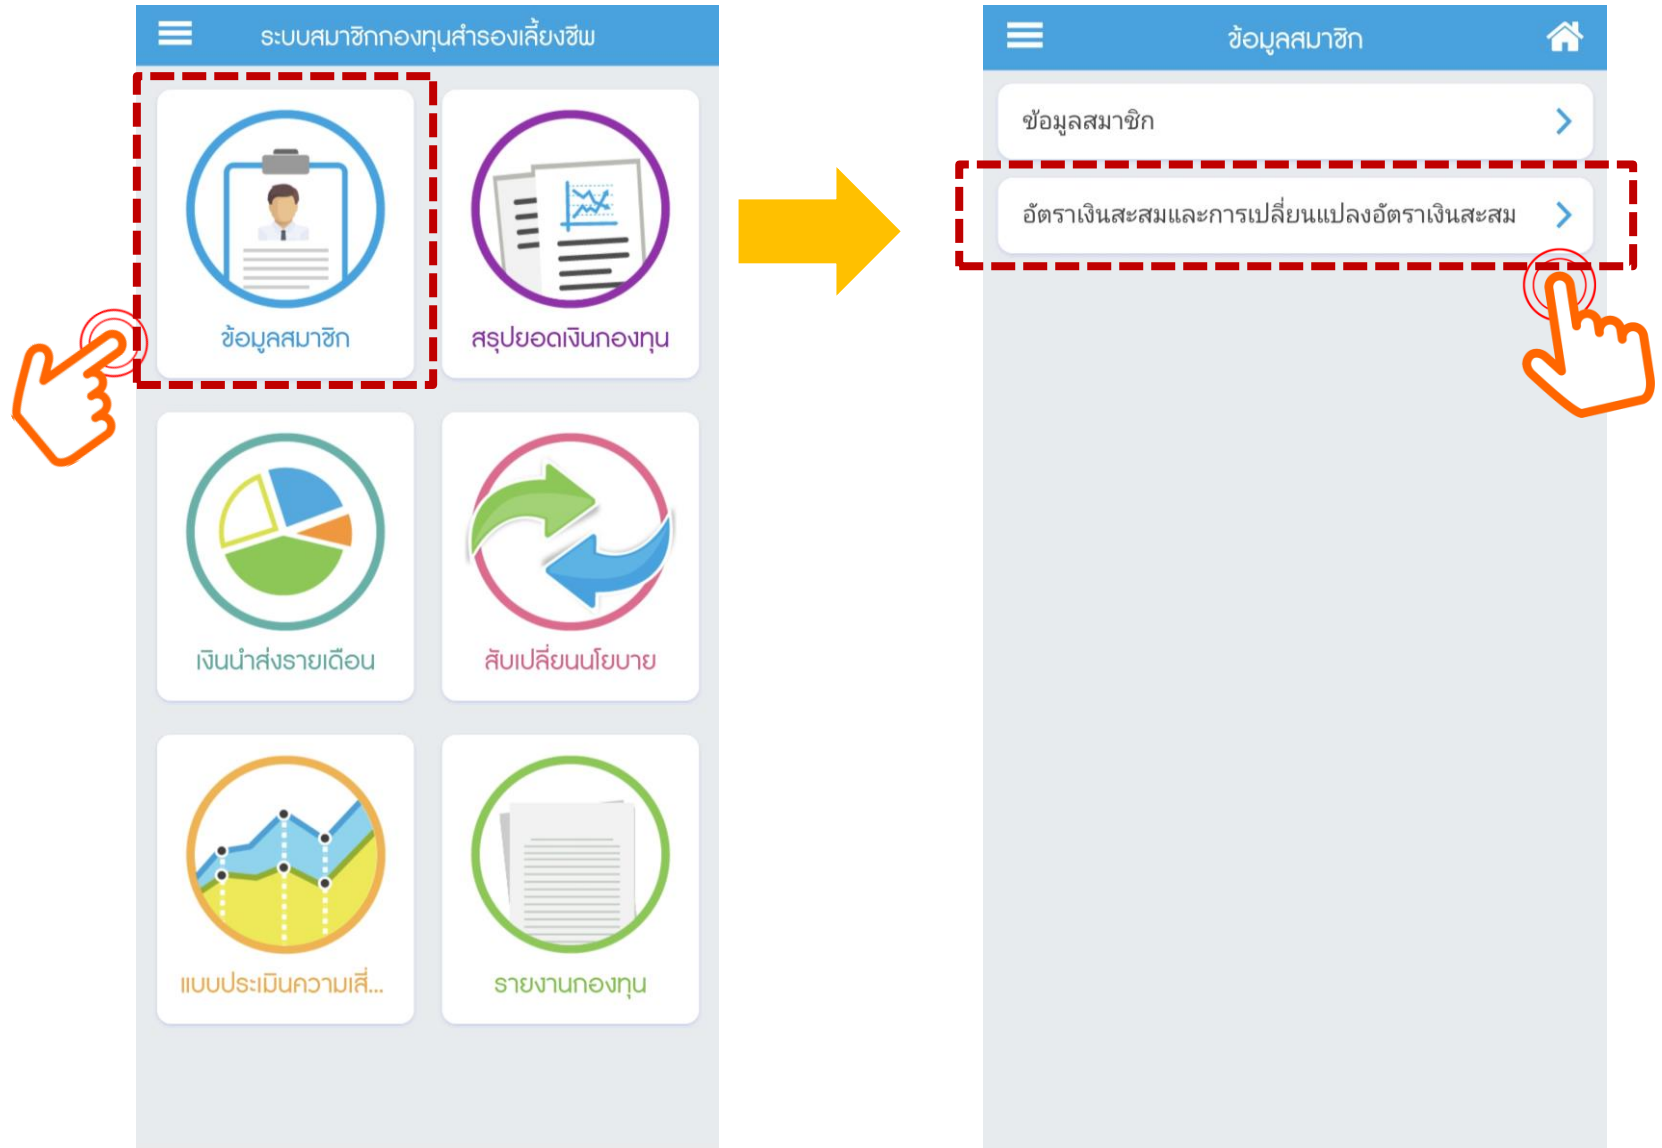 ระบบสมาชิกกองทุนสำรองเลี้ยงชีพ
ข้อมูลสมาชิก
สรุปยอดเงินกองทุน
เงินนำส่งรายเดือน
สับเปลี่ยนนโยบาย
แบบประเมินความเสี่...
รายงานกองทุน
ข้อมูลสมาชิก
ข้อมูลสมาชิก
อัตราเงินสะสมและการเปลี่ยนแปลงอัตราเงินสะสม